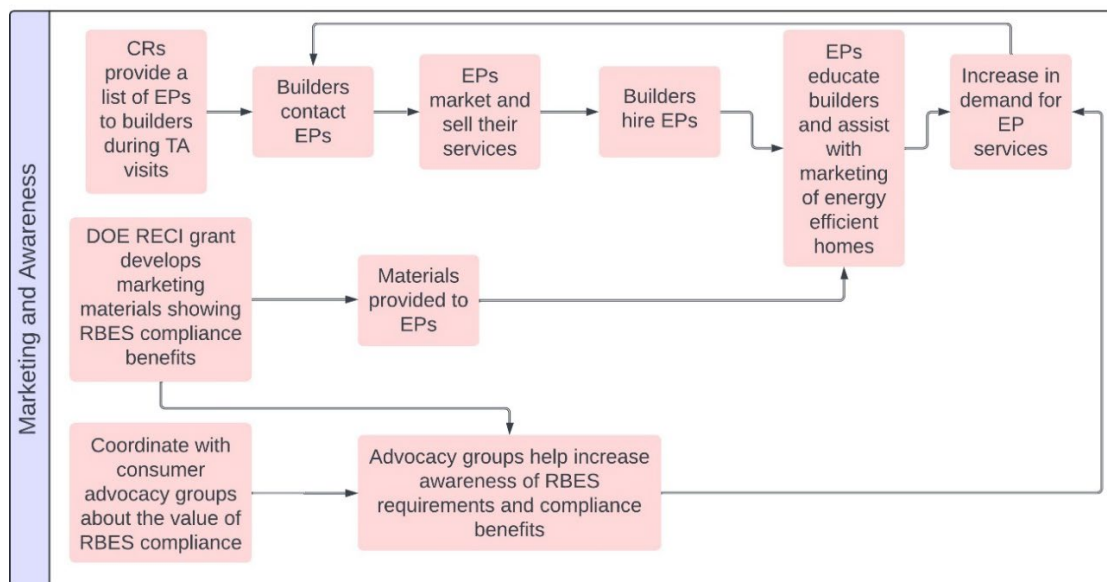 Marketing and Awareness
CRs
provide a
list of EPs
to builders
during TA
visits
Builders
contact
EPs
EPs
market and
sell their
services
Builders
hire EPs
EPs
educate
builders
and assist
with
marketing
of energy
efficient
homes
Increase in
demand for
EP
services
DOE RECI grant
develops
marketing
materials showing
RBES compliance
benefits
Materials
provided to
EPs
Coordinate with
consumer
advocacy groups
about the value of
RBES compliance
Advocacy groups help increase
awareness of RBES
requirements and compliance
benefits